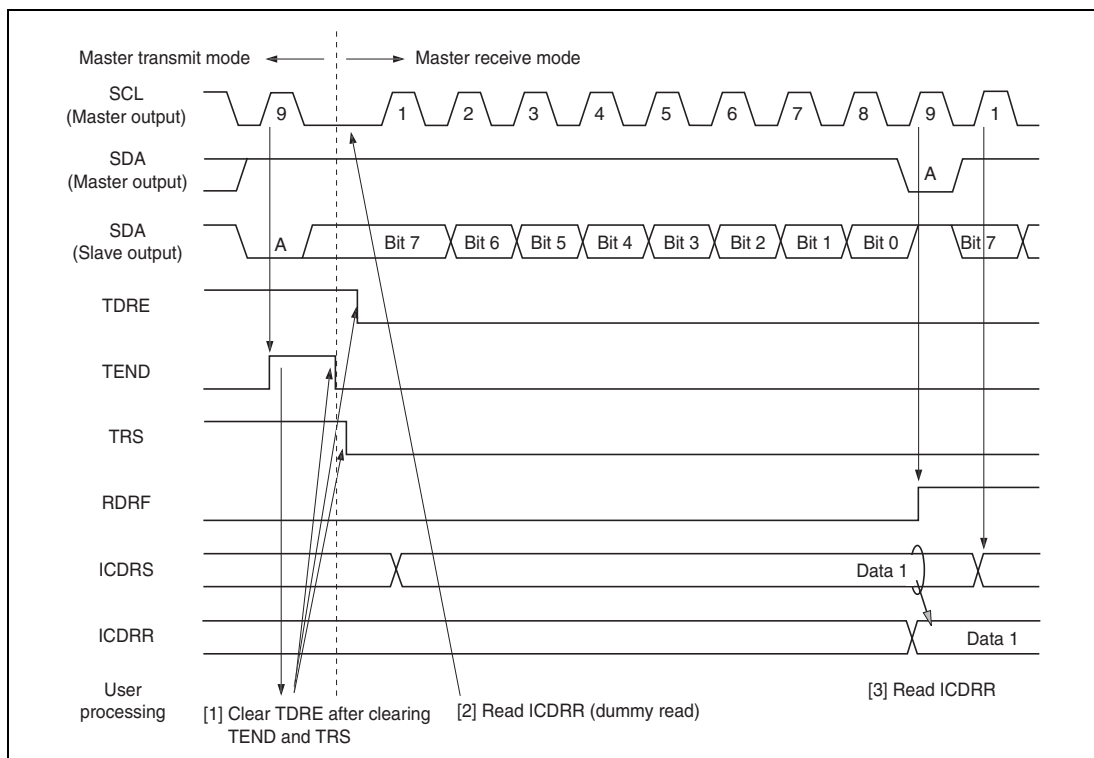 Master transmit mode
Master receive mode
SCL
(Master output)
9
1
2
3
4
5
6
7
8
9
1
SDA
(Master output)
A
SDA
(Slave output)
A
Bit 7
Bit 6
Bit 5
Bit 4
Bit 3
Bit 2
Bit 1
Bit 0
Bit 7
TDRE
TEND
TRS
RDRF
ICDRS
Data 1
ICDRR
Data 1
User
processing
[1] Clear TDRE after clearing
TEND and TRS
[2] Read ICDRR (dummy read)
[3] Read ICDRR